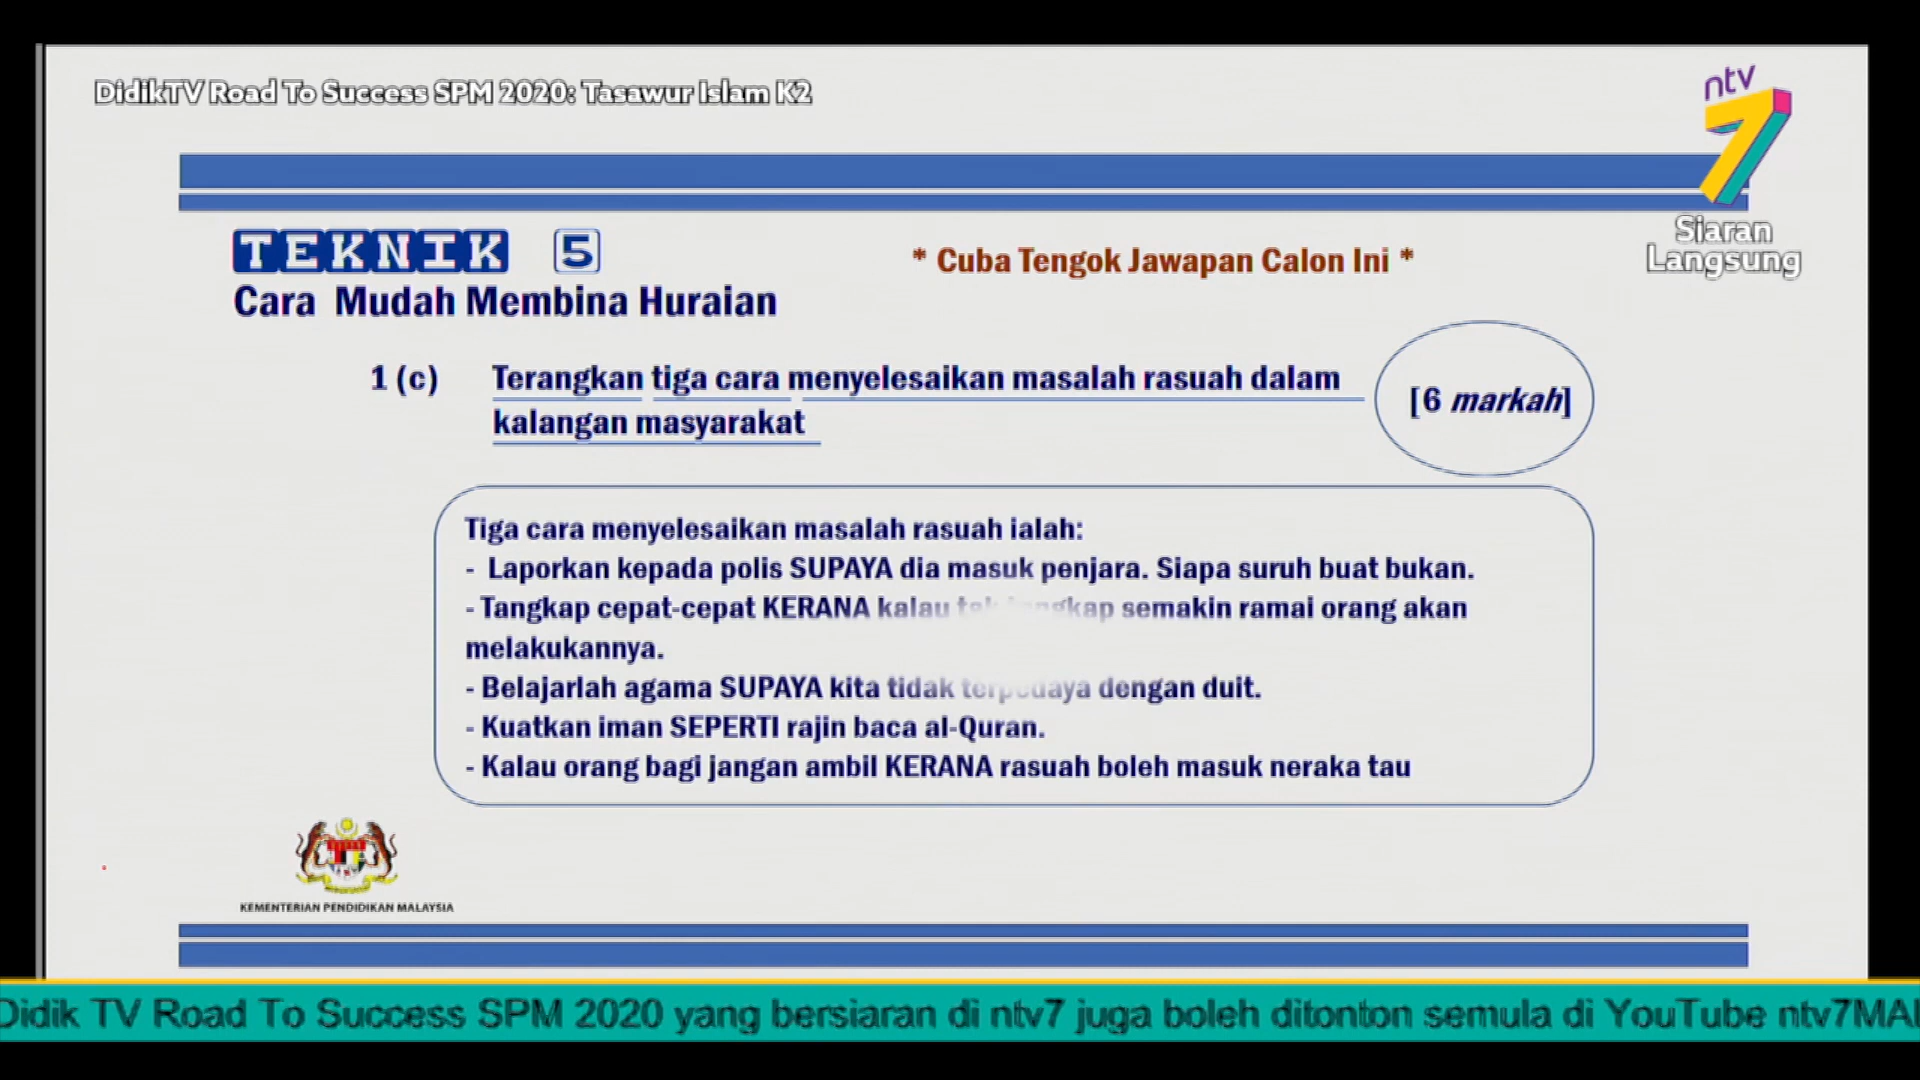 DidikTV Road To Success SPM 2020: Tasawur Islam K2
ntv
7
Siaran
Langsung
TEKNIK 5
* Cuba Tengok Jawapan Calon Ini *
Cara Mudah Membina Huraian
1 (c) Terangkan tiga cara menyelesaikan masalah rasuah dalam
kalangan masyarakat
[6 markah]
Tiga cara menyelesaikan masalah rasuah ialah:
- Laporkan kepada polis SUPAYA dia masuk penjara. Siapa suruh buat bukan.
- Tangkap cepat-cepat KERANA kalau tak tangkap semakin ramai orang akan
melakukannya.
- Belajarlah agama SUPAYA kita tidak terpedaya dengan duit.
- Kuatkan iman SEPERTI rajin baca al-Quran.
- Kalau orang bagi jangan ambil KERANA rasuah boleh masuk neraka tau
KEMENTERIAN PENDIDIKAN MALAYSIA
Didik TV Road To Success SPM 2020 yang bersiaran di ntv7 juga boleh ditonton semula di YouTube ntv7MAL